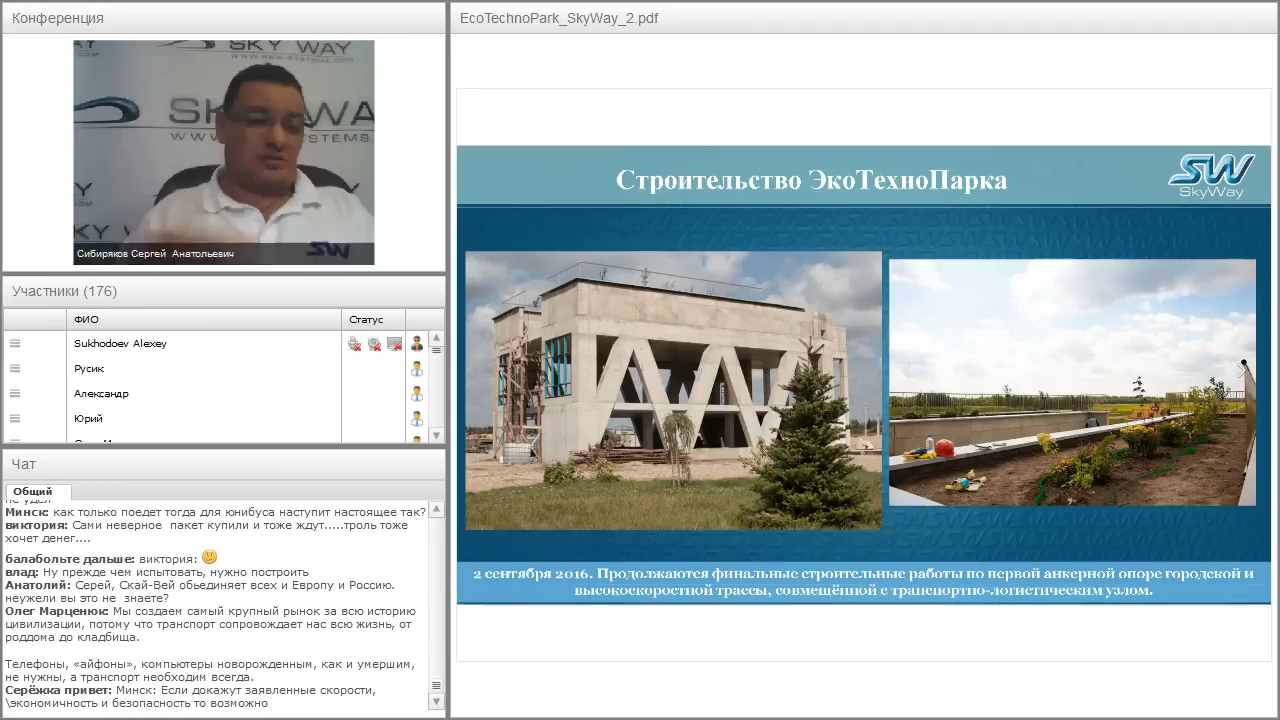 Конференция
SKY WAY
SKYWAY
Сибиряков Сергей Анатольевич
SW
Участники (176)
ФИО
Статус
Sukhodoev Alexey
Русик
Александр
Юрий
Чат
Общий
Минск: как только поедет тогда для юнибуса наступит настоящее так?
виктория: Сами неверное пакет купили и тоже ждут.....троль тоже
хочет денег....
балабольте дальше: виктория:
влад: Ну прежде чем испытовать, нужно построить
Анатолий: Серей, Скай-Вей объединяет всех и Европу и Россию.
неужели вы это не знаете?
Олег Марценюк: Мы создаем самый крупный рынок за всю историю
цивилизации, потому что транспорт сопровождает нас всю жизнь, от
роддома до кладбища.
Телефоны, «айфоны», компьютеры новорожденным, как и умершим,
не нужны, а транспорт необходим всегда.
Серёжка привет: Минск: Если докажут заявленные скорости,
\экономичность и безопасность то возможно
EcoTechnoPark_SkyWay_2.pdf
Строительство ЭкоТехноПарка
SW
SkyWay
2 сентября 2016. Продолжаются финальные строительные работы по первой анкерной опоре городской и
высокоскоростной трассы, совмещённой с транспортно-логистическим узлом.